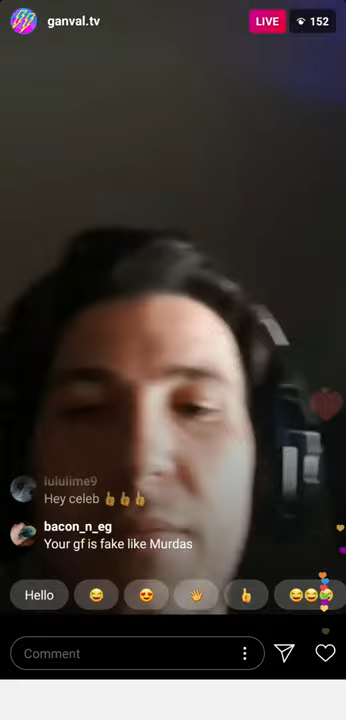 ganval.tv
LIVE
152
lululime9
Hey celeb 👍👍👍
bacon_n_eg
Your gf is fake like Murdas
Hello 😂 😍 👋 👍 😂😂😂
Comment